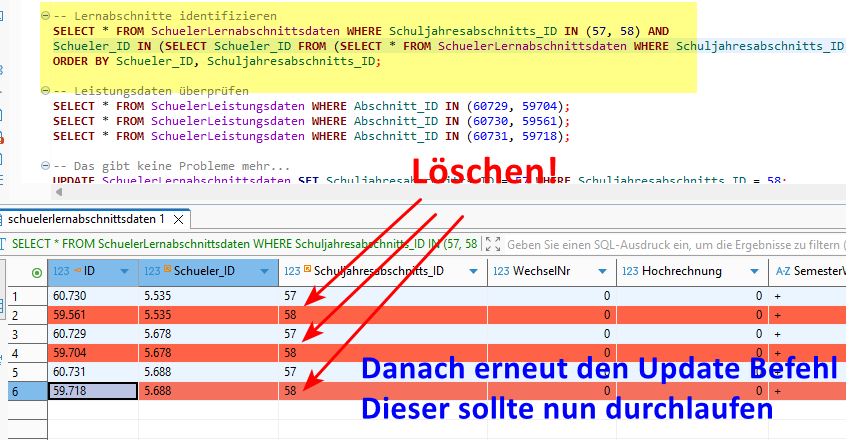 -- Lernabschnitte identifizieren
SELECT * FROM SchuelerLernabschnittsdaten WHERE Schuljahresabschnitts_ID IN (57, 58) AND
Schueler_ID IN (SELECT Schueler_ID FROM (SELECT * FROM SchuelerLernabschnittsdaten WHERE Schuljahresabschnitts_ID
ORDER BY Schueler_ID, Schuljahresabschnitts_ID;
-- Leistungsdaten überprüfen
SELECT * FROM SchuelerLeistungsdaten WHERE Abschnitt_ID IN (60729, 59704);
SELECT * FROM SchuelerLeistungsdaten WHERE Abschnitt_ID IN (60730, 59561);
SELECT * FROM SchuelerLeistungsdaten WHERE Abschnitt_ID IN (60731, 59718);
-- Das gibt keine Probleme mehr...
Löschen!
UPDATE SchuelerLernabschnittsdaten SET Schuljahresabschnitts_ID = 57 WHERE Schuljahresabschnitts_ID = 58;
schuelerlernabschnittsdaten 1
SELECT * FROM SchuelerLernabschnittsdaten WHERE Schuljahresabschnitts_ID IN (57, 58 Geben Sie einen SQL-Ausdruck ein, um die Ergebnisse zu filtern (
123 ID 123 Schueler_ID 123 Schuljahresabschnitts_ID 123 WechselNr 123 Hochrechnung A-Z SemesterW
1 60.730 5.535 57 0 0 +
2 59.561 5.535 58 0 0 +
3 60.729 5.678 57 0 0 +
4 59.704 5.678 58 0 0 +
5 60.731 5.688 57 0 0 +
6 59.718 5.688 58 0 0 +
Danach erneut den Update Befehl
Dieser sollte nun durchlaufen